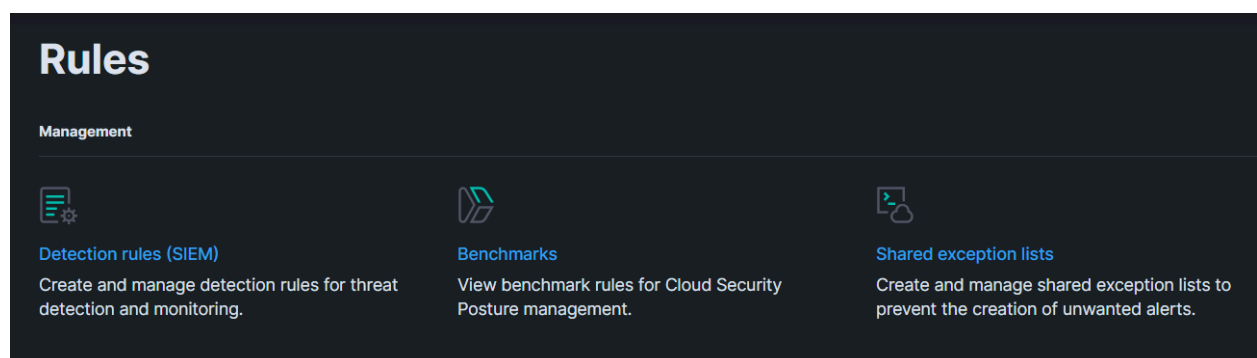 Rules
Management
Detection rules (SIEM)
Create and manage detection rules for threat
detection and monitoring.
Benchmarks
View benchmark rules for Cloud Security
Posture management.
Shared exception lists
Create and manage shared exception lists to
prevent the creation of unwanted alerts.